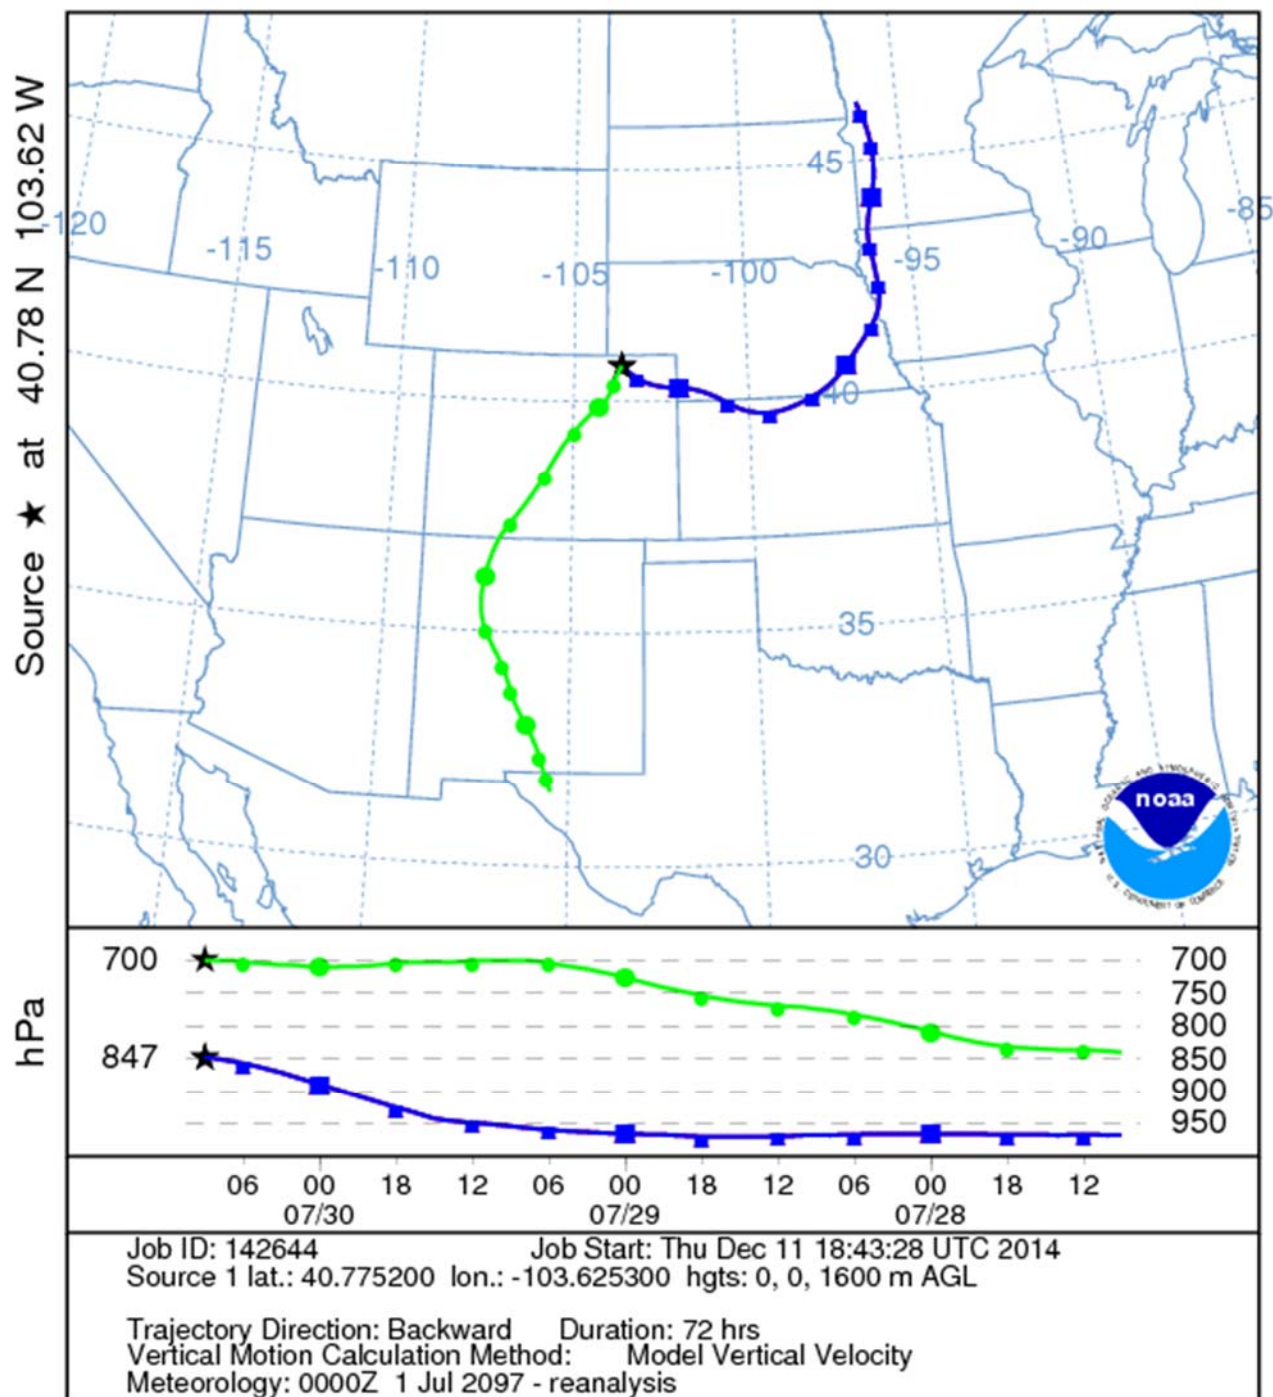 Source ★ at 40.78 N 103.62 W
45
-120
-115
-110
-105
-100
-95
-90
-85
40
35
30
noaa
hPa
700
847
700
750
800
850
900
950
06 00 18 12 06 00 18 12 06 00 18 12
07/30 07/29 07/28
Job ID: 142644 Job Start: Thu Dec 11 18:43:28 UTC 2014
Source 1 lat.: 40.775200 lon.: -103.625300 hgts: 0, 0, 1600 m AGL
Trajectory Direction: Backward Duration: 72 hrs
Vertical Motion Calculation Method: Model Vertical Velocity
Meteorology: 0000Z 1 Jul 2097 - reanalysis